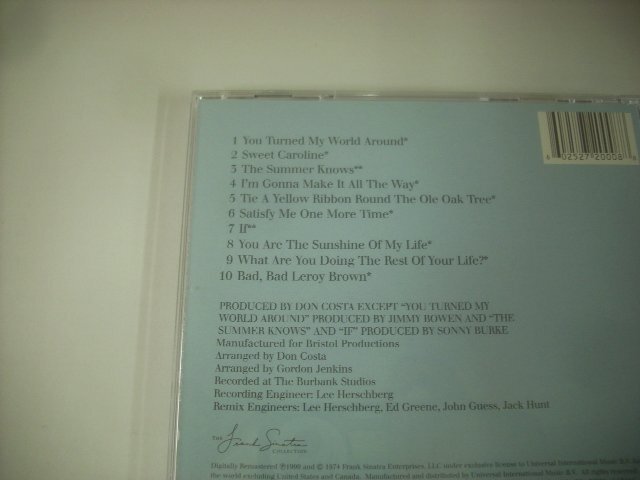 1 You Turned My World Around*
2 Sweet Caroline*
3 The Summer Knows**
4 I'm Gonna Make It All The Way*
5 Tie A Yellow Ribbon Round The Ole Oak Tree*
6 Satisfy Me One More Time*
7 If**
8 You Are The Sunshine Of My Life*
9 What Are You Doing The Rest Of Your Life?*
10 Bad, Bad Leroy Brown*
6 02527 20008 8
PRODUCED BY DON COSTA EXCEPT "YOU TURNED MY
WORLD AROUND" PRODUCED BY JIMMY BOWEN AND "THE
SUMMER KNOWS" AND "IF" PRODUCED BY SONNY BURKE
Manufactured for Bristol Productions
Arranged by Don Costa
Arranged by Gordon Jenkins
Recorded at The Burbank Studios
Recording Engineer: Lee Herschberg
Remix Engineers: Lee Herschberg, Ed Greene, John Guess, Jack Hunt
THE Frank Sinatra
COLLECTION
Digitally Remastered ℗1999 and © 1974 Frank Sinatra Enterprises, LLC under exclusive license to Universal International Music B.V. for
the world excluding United States and Canada. Manufactured and distributed by Universal International Music B.V. All rights